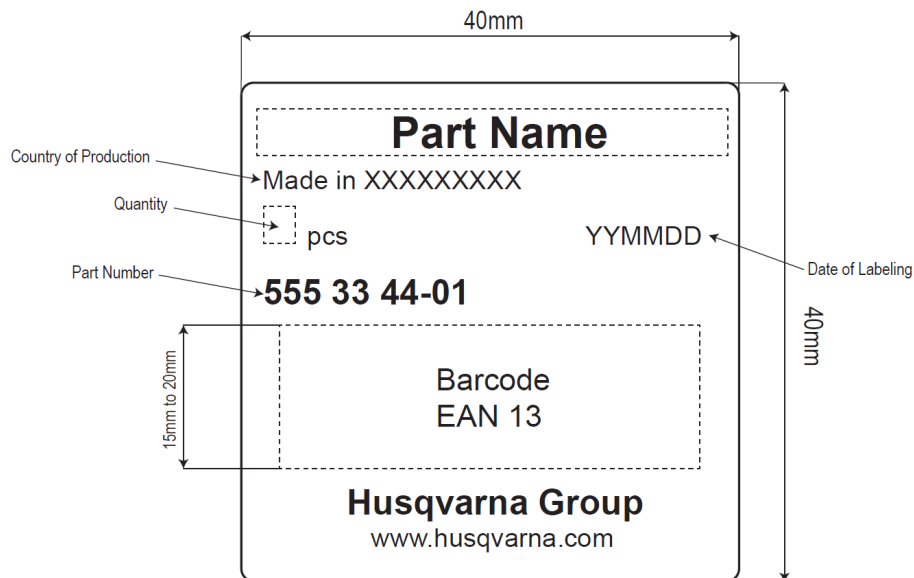 40mm
Part Name
Country of Production
Made in XXXXXXXXX
Quantity
pcs
YYMMDD
Date of Labeling
Part Number
555 33 44-01
40mm
15mm to 20mm
Barcode
EAN 13
Husqvarna Group
www.husqvarna.com